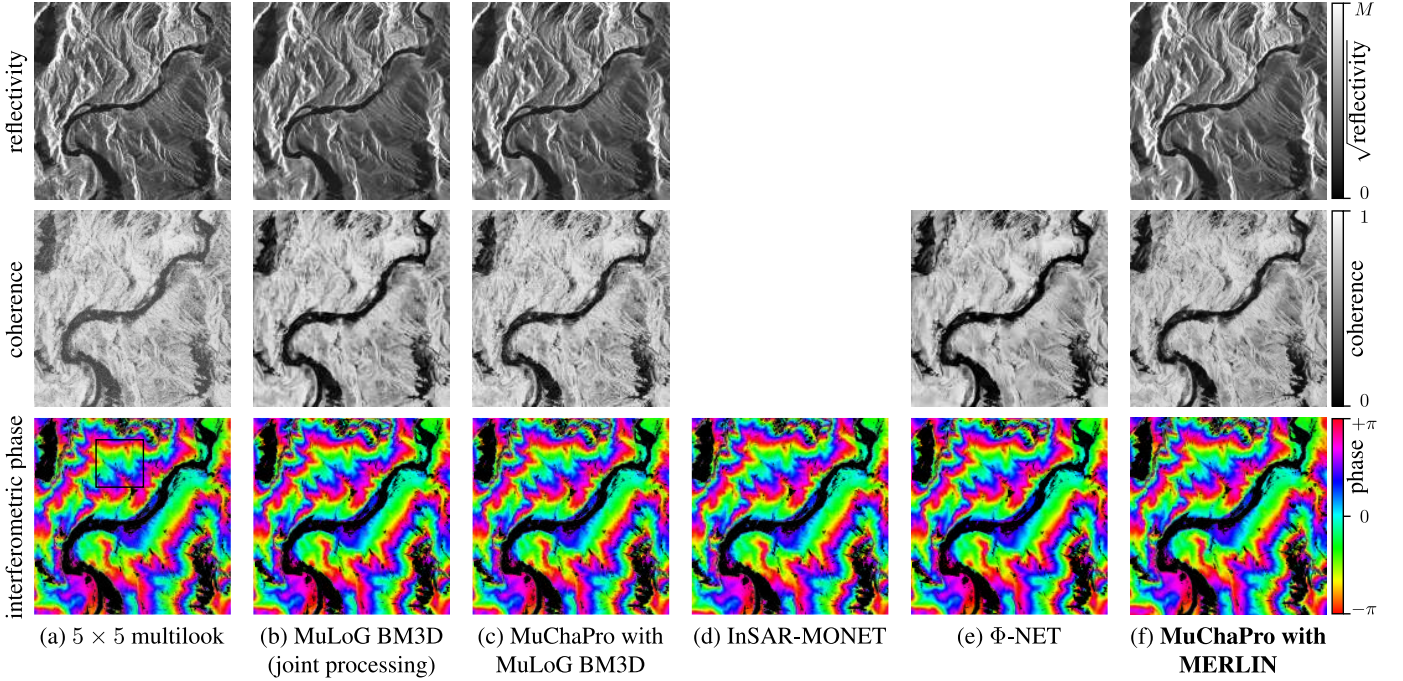 reflectivity
M
√reflectivity
0
coherence
1
coherence
0
interferometric phase
+π
phase
0
−π
(a) 5 × 5 multilook
(b) MuLoG BM3D
(joint processing)
(c) MuChaPro with
MuLoG BM3D
(d) InSAR-MONET
(e) Φ-NET
(f) MuChaPro with
MERLIN